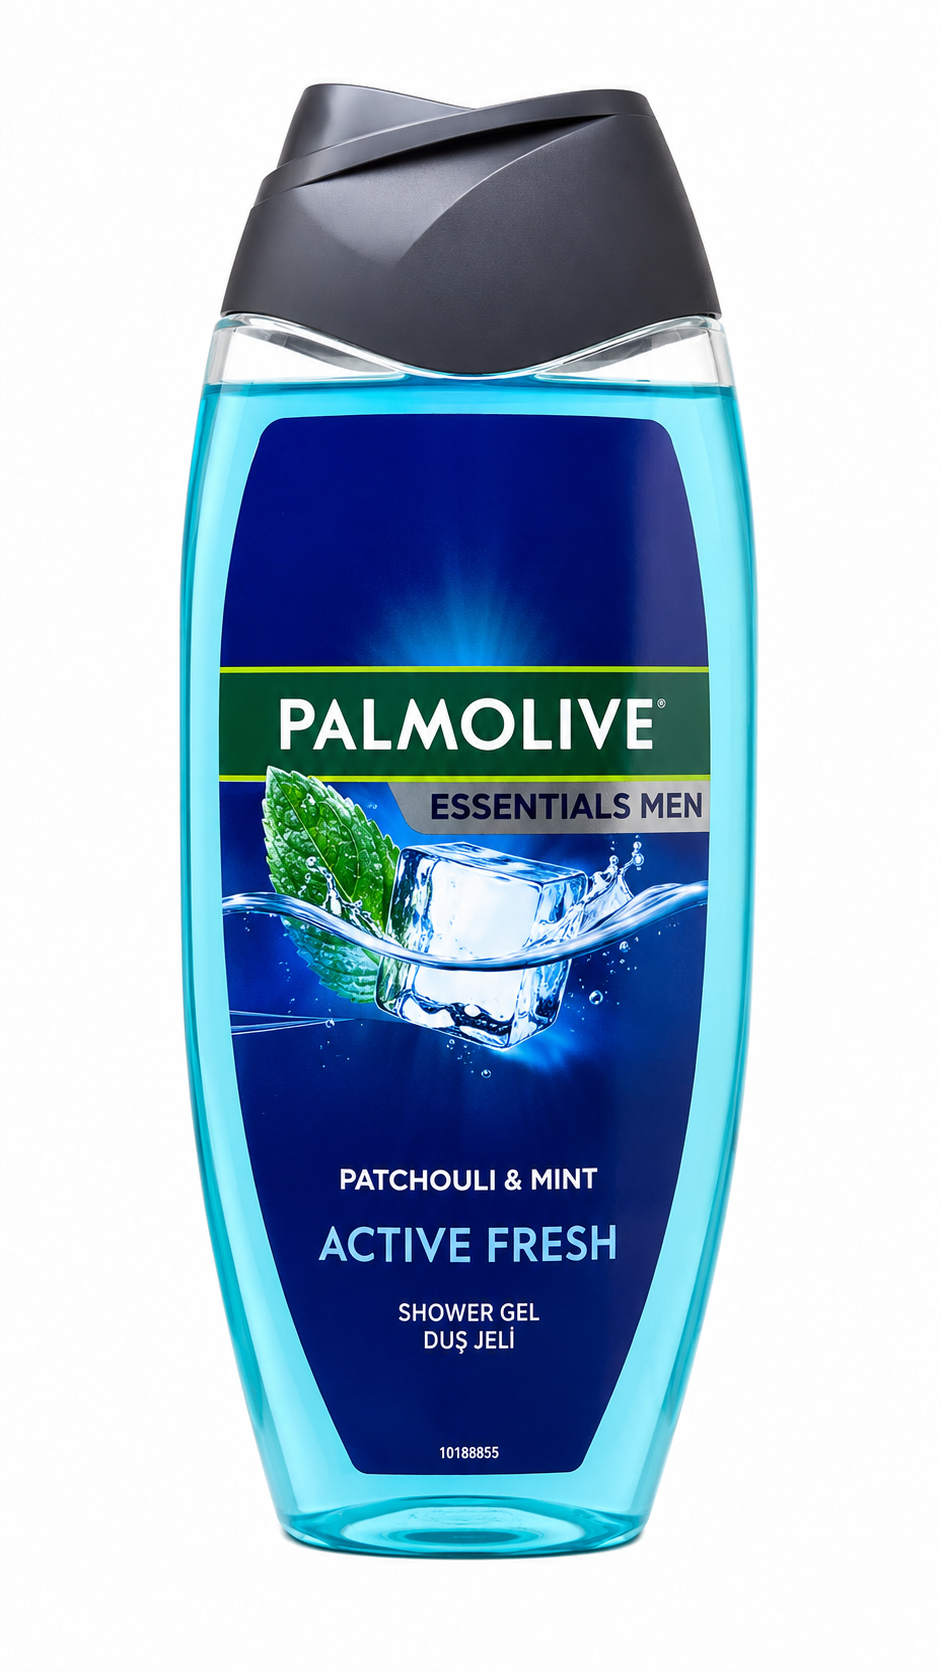 PALMOLIVE®
ESSENTIALS MEN
PATCHOULI & MINT
ACTIVE FRESH
SHOWER GEL
DUŞ JELİ
10188855